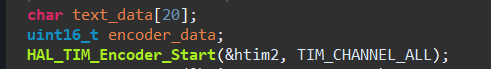 char text_data[20];
uint16_t encoder_data;
HAL_TIM_Encoder_Start(&htim2, TIM_CHANNEL_ALL);